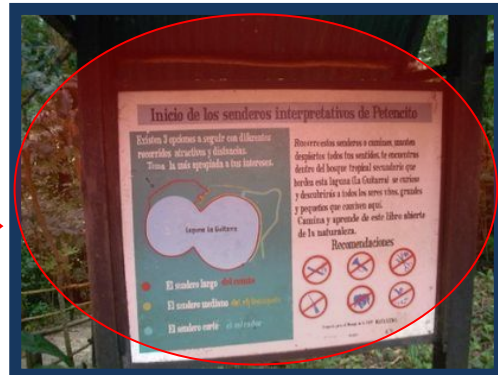 Inicio de los senderos interpretativos de Petencito
Existen 3 opciones a seguir con diferentes
recorridos atractivos y distancias.
Toma la más apropiada a tus intereses.
Laguna la Guitarra
El sendero largo
El sendero mediano
El sendero corto el mirador
Recorre estos senderos o caminos, manten
despiertos todos tus sentidos, te encuentras
dentro del bosque tropical secundario que
bordea esta laguna (la Guitarra) se curioso
y descubrirás a todos los seres vivos, grandes
y pequeños que conviven aquí.
Camina y aprende de este libro abierto
de la naturaleza.
Recomendaciones